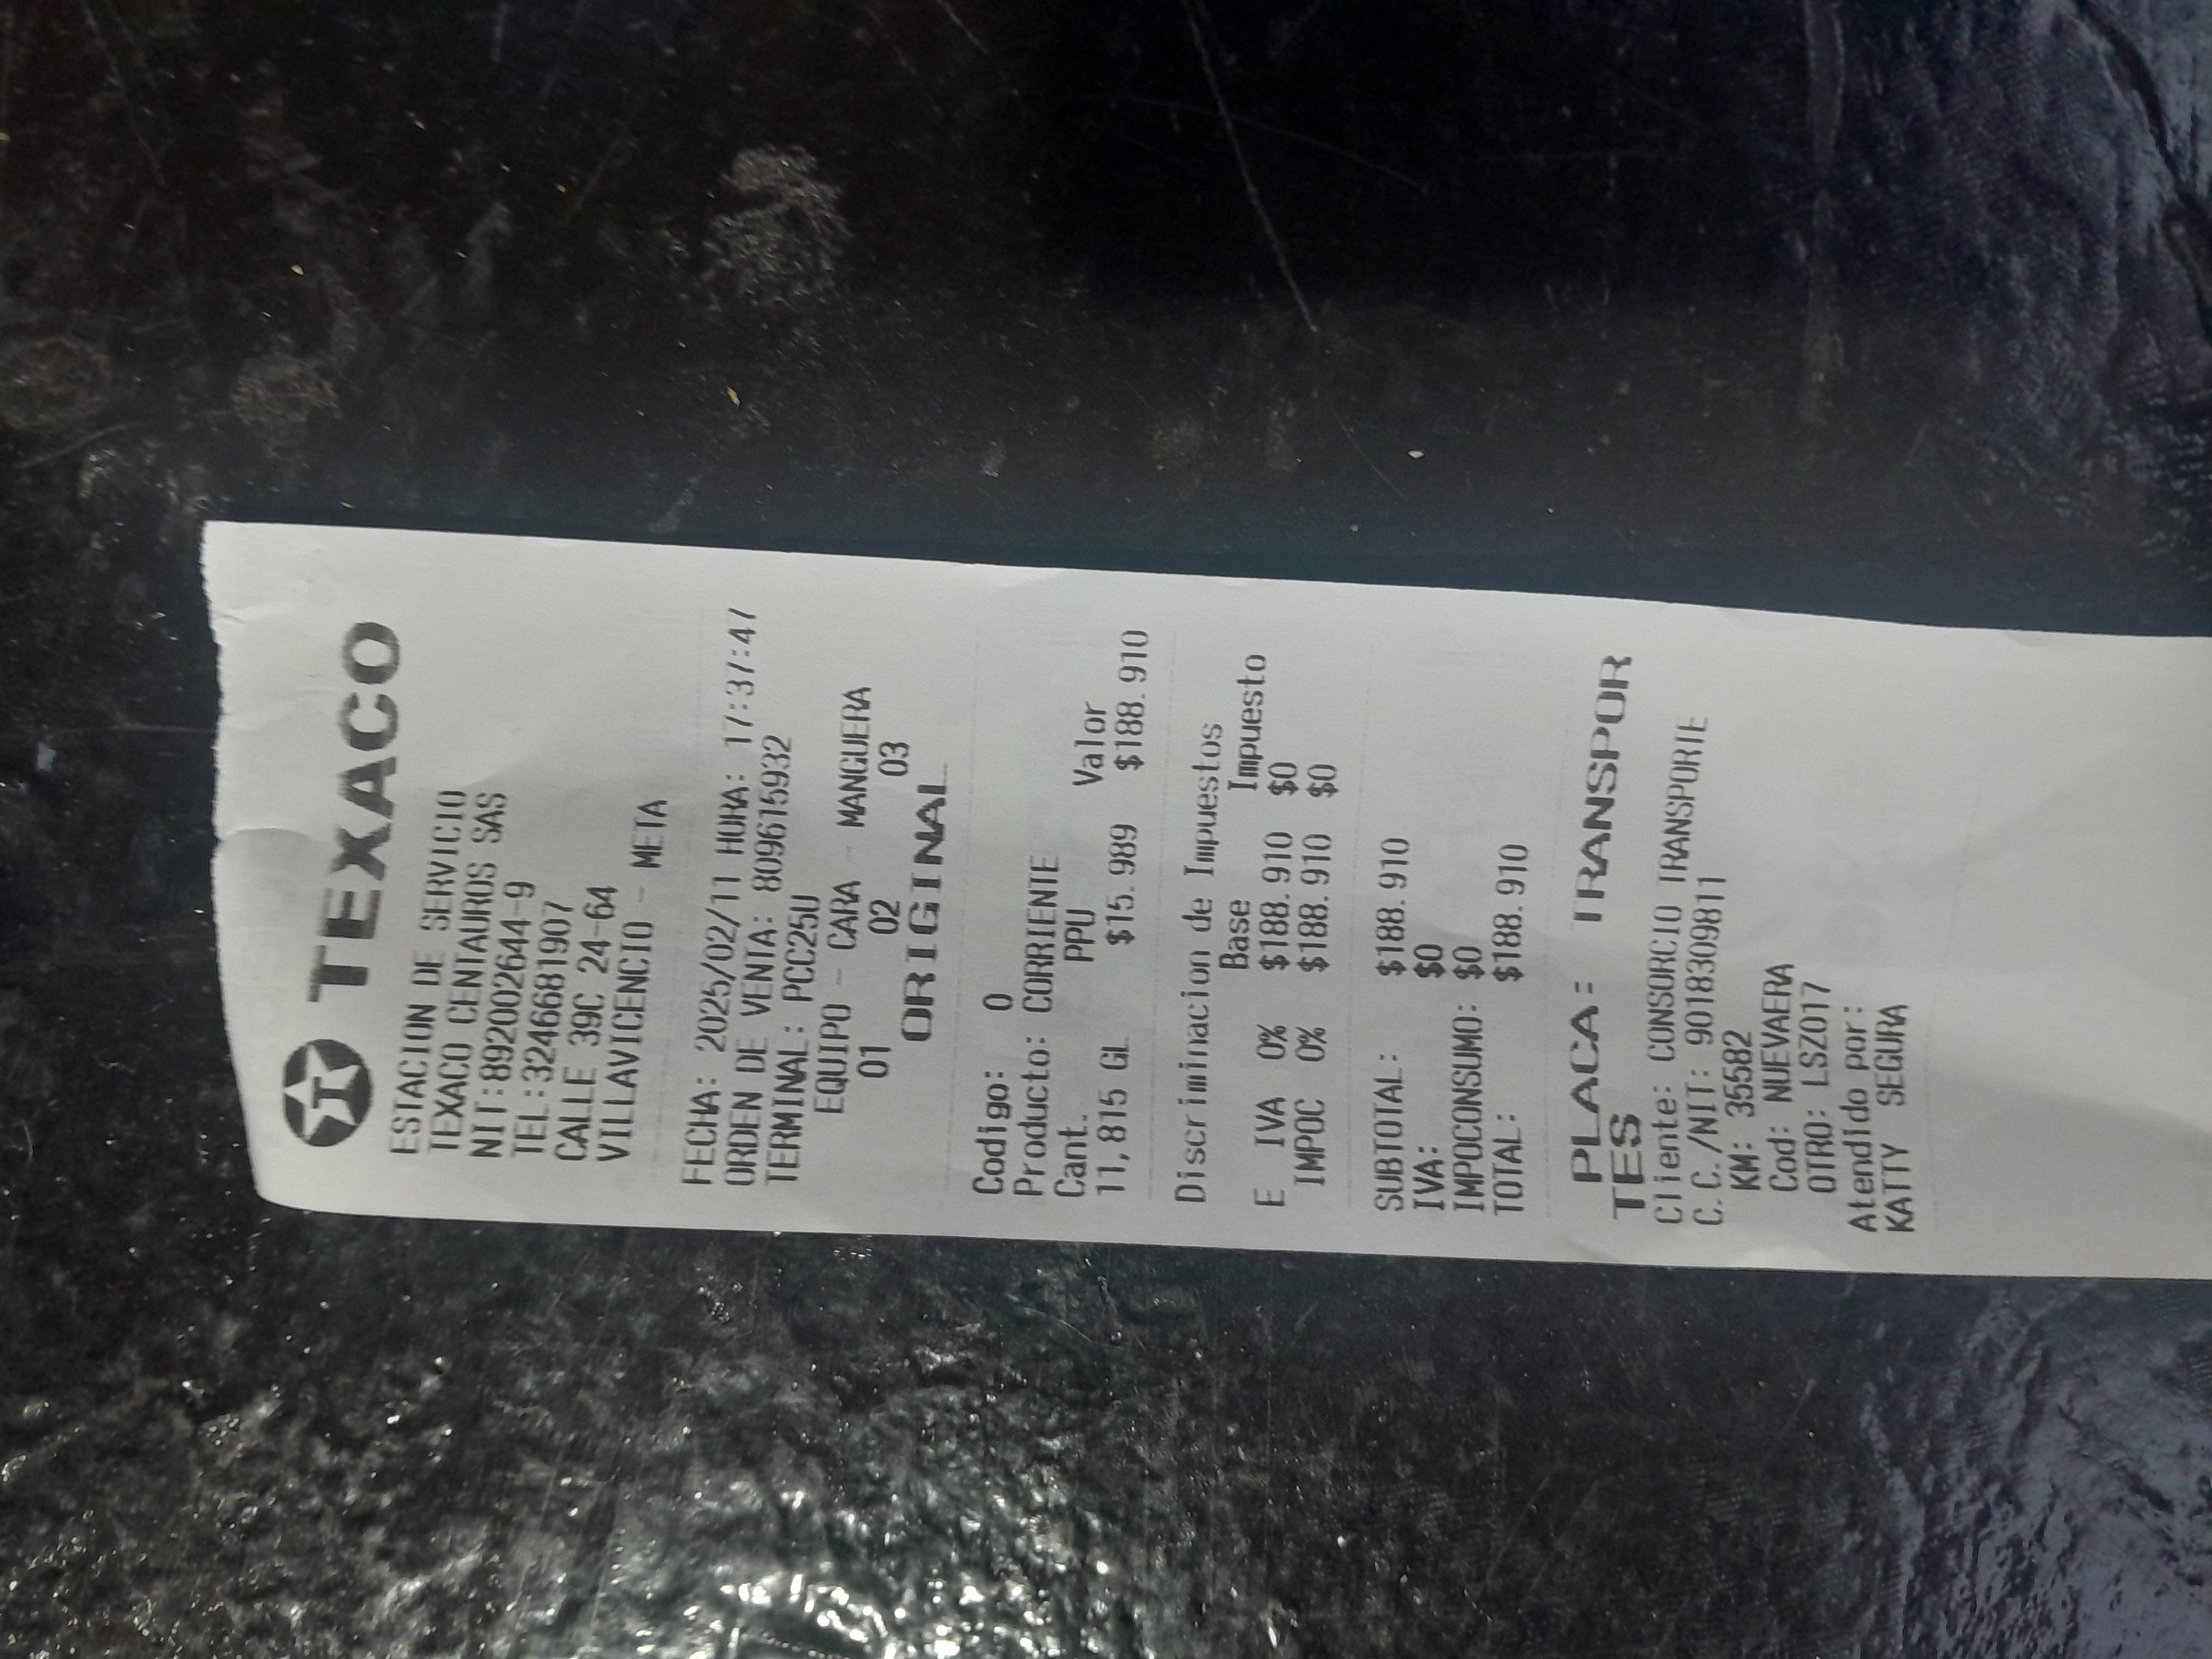 TEXACO
ESTACION DE SERVICIO
TEXACO CENTAUROS SAS
NIT:892002644-9
TEL:3246681907
CALLE 39C 24-64
VILLAVICENCIO - META
FECHA: 2025/02/11 HORA: 17:37:47
ORDEN DE VENTA: 809615932
TERMINAL: PCC25U
EQUIPO - CARA - MANGUERA
01 02 03
ORIGINAL
Codigo: 0
Producto: CORRIENTE
Cant. PPU Valor
11,815 GL $15.989 $188.910
Discriminacion de Impuestos
Base Impuesto
E IVA 0% $188.910 $0
IMPOC 0% $188.910 $0
SUBTOTAL: $188.910
IVA: $0
IMPOCONSUMO: $0
TOTAL: $188.910
PLACA: TRANSPOR
TES
Cliente: CONSORCIO TRANSPORTE
C.C./NIT: 9018309811
KM: 35582
Cod: NUEVAERA
OTRO: LSZ017
Atendido por:
KATTY SEGURA